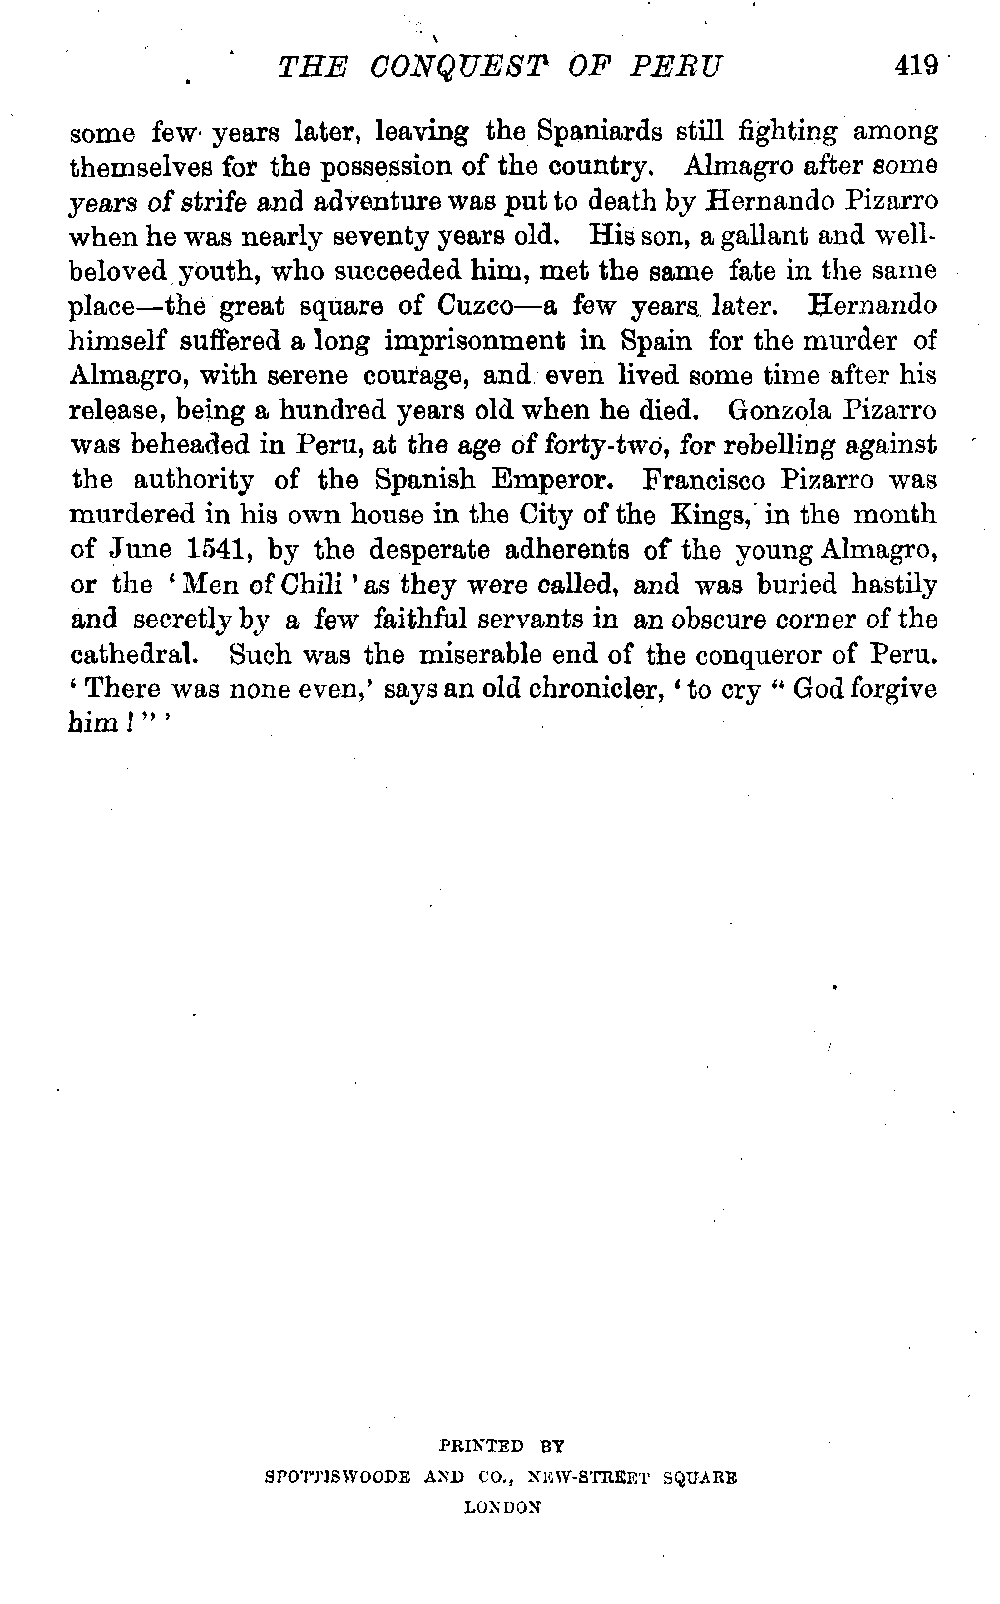 THE CONQUEST OF PERU 419
some few years later, leaving the Spaniards still fighting among
themselves for the possession of the country. Almagro after some
years of strife and adventure was put to death by Hernando Pizarro
when he was nearly seventy years old. His son, a gallant and well-
beloved youth, who succeeded him, met the same fate in the same
place—the great square of Cuzco—a few years later. Hernando
himself suffered a long imprisonment in Spain for the murder of
Almagro, with serene courage, and even lived some time after his
release, being a hundred years old when he died. Gonzola Pizarro
was beheaded in Peru, at the age of forty-two, for rebelling against
the authority of the Spanish Emperor. Francisco Pizarro was
murdered in his own house in the City of the Kings, in the month
of June 1541, by the desperate adherents of the young Almagro,
or the ‘Men of Chili’ as they were called, and was buried hastily
and secretly by a few faithful servants in an obscure corner of the
cathedral. Such was the miserable end of the conqueror of Peru.
‘There was none even,’ says an old chronicler, ‘to cry “God forgive
him!”’
PRINTED BY
SPOTTISWOODE AND CO., NEW-STREET SQUARE
LONDON